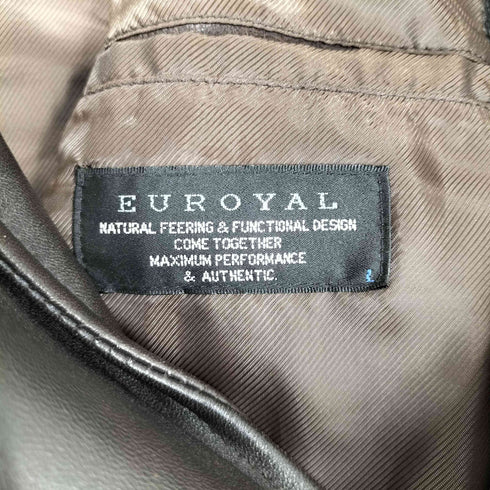 EUROYAL
NATURAL FEERING & FUNCTIONAL DESIGN
COME TOGETHER
MAXIMUM PERFORMANCE
& AUTHENTIC.